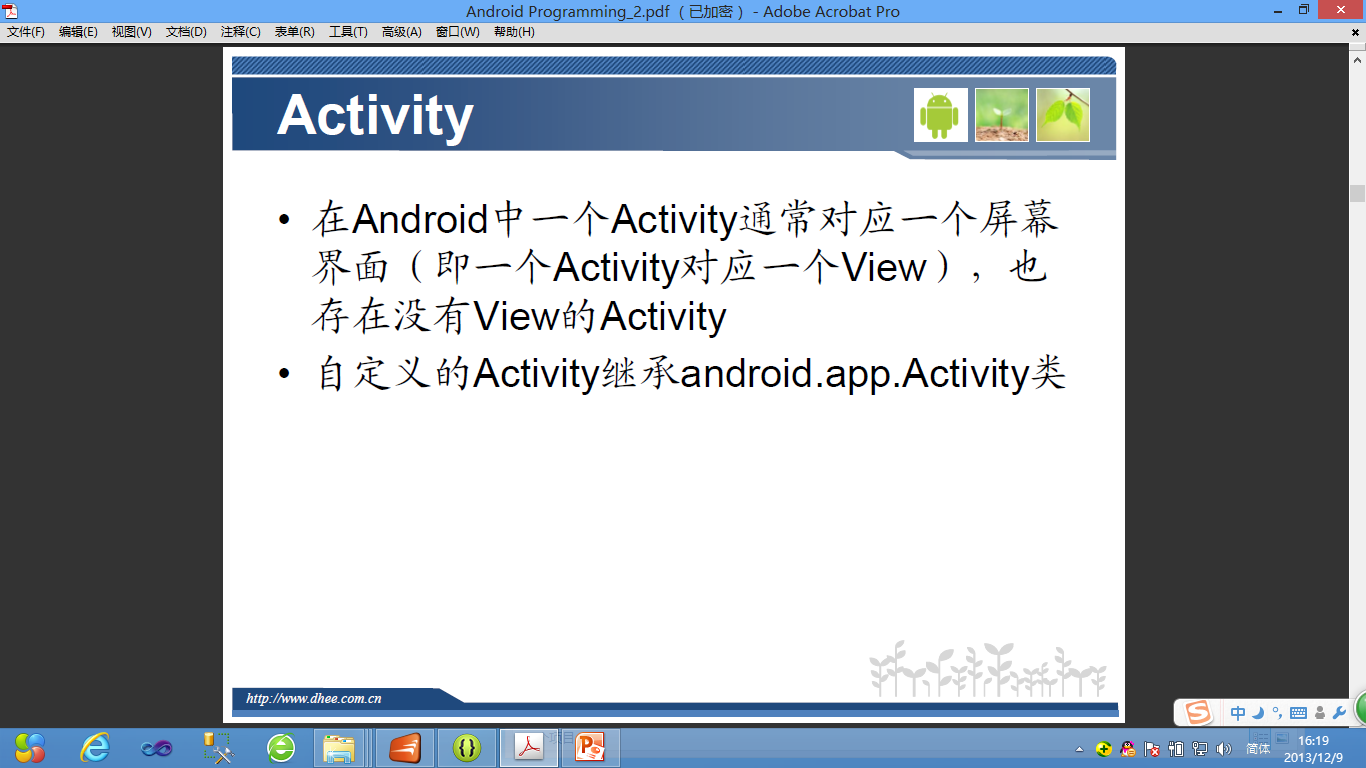 Android Programming_2.pdf （已加密） - Adobe Acrobat Pro
文件(F) 编辑(E) 视图(V) 文档(D) 注释(C) 表单(R) 工具(T) 高级(A) 窗口(W) 帮助(H)
Activity
• 在Android中一个Activity通常对应一个屏幕
界面（即一个Activity对应一个View），也
存在没有View的Activity
• 自定义的Activity继承android.app.Activity类
http://www.dhee.com.cn
中
简体
16:19
2013/12/9